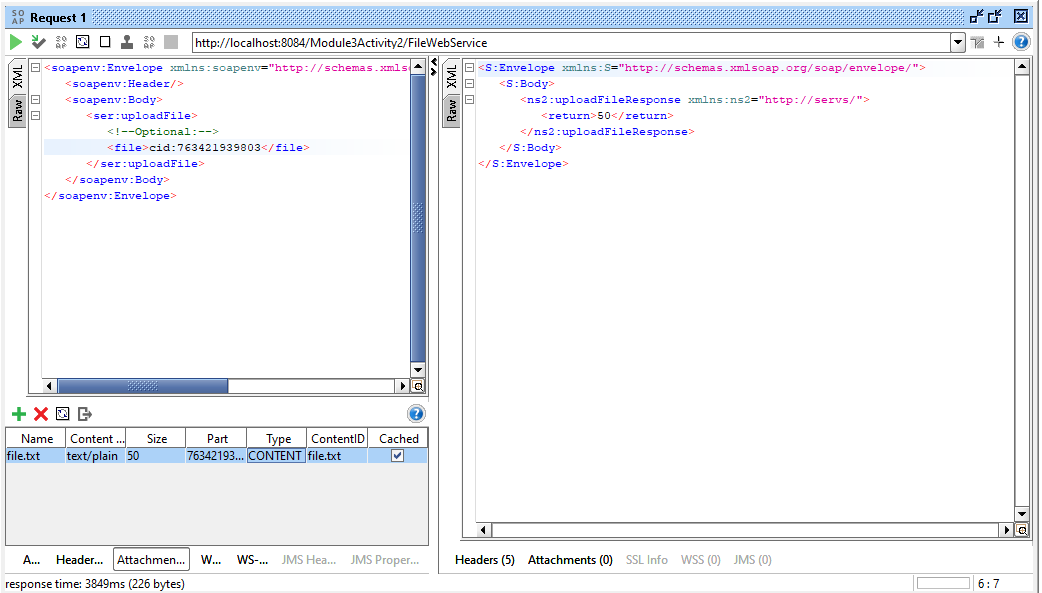 SO AP Request 1
http://localhost:8084/Module3Activity2/FileWebService
XML
Raw
<soapenv:Envelope xmlns:soapenv="http://schemas.xmls
<soapenv:Header/>
<soapenv:Body>
<ser:uploadFile>
<!--Optional:-->
<file>cid:763421939803</file>
</ser:uploadFile>
</soapenv:Body>
</soapenv:Envelope>
XML
Raw
<S:Envelope xmlns:S="http://schemas.xmlsoap.org/soap/envelope/">
<S:Body>
<ns2:uploadFileResponse xmlns:ns2="http://servs/">
<return>50</return>
</ns2:uploadFileResponse>
</S:Body>
</S:Envelope>
Name Content ... Size Part Type ContentID Cached
file.txt text/plain 50 76342193... CONTENT file.txt
A... Header... Attachmen... W... WS-... JMS Hea... JMS Proper...
Headers (5) Attachments (0) SSL Info WSS (0) JMS (0)
response time: 3849ms (226 bytes)
6 : 7